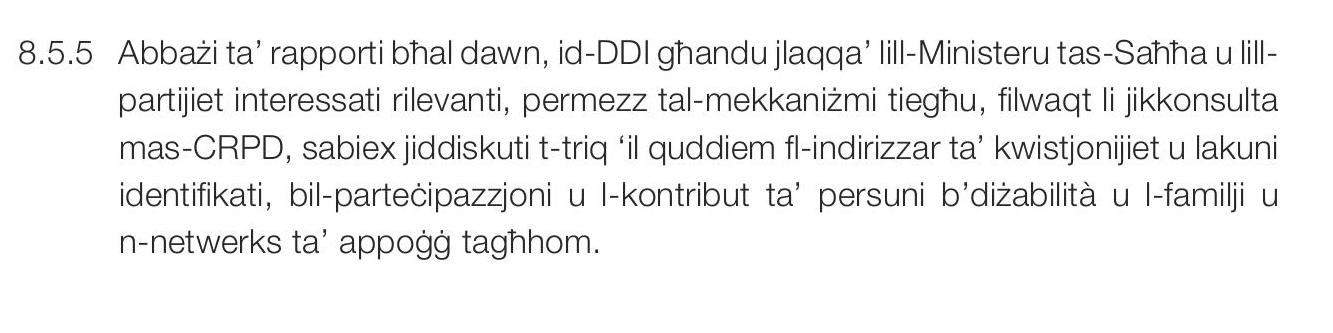 8.5.5 Abbażi ta’ rapporti bħal dawn, id-DDI għandu jlaqqa’ lill-Ministeru tas-Saħħa u lill-
partijiet interessati rilevanti, permezz tal-mekkaniżmi tiegħu, filwaqt li jikkonsulta
mas-CRPD, sabiex jiddiskuti t-triq ‘il quddiem fl-indirizzar ta’ kwistjonijiet u lakuni
identifikati, bil-parteċipazzjoni u l-kontribut ta’ persuni b’diżabilità u l-familji u
n-netwerks ta’ appoġġ tagħhom.